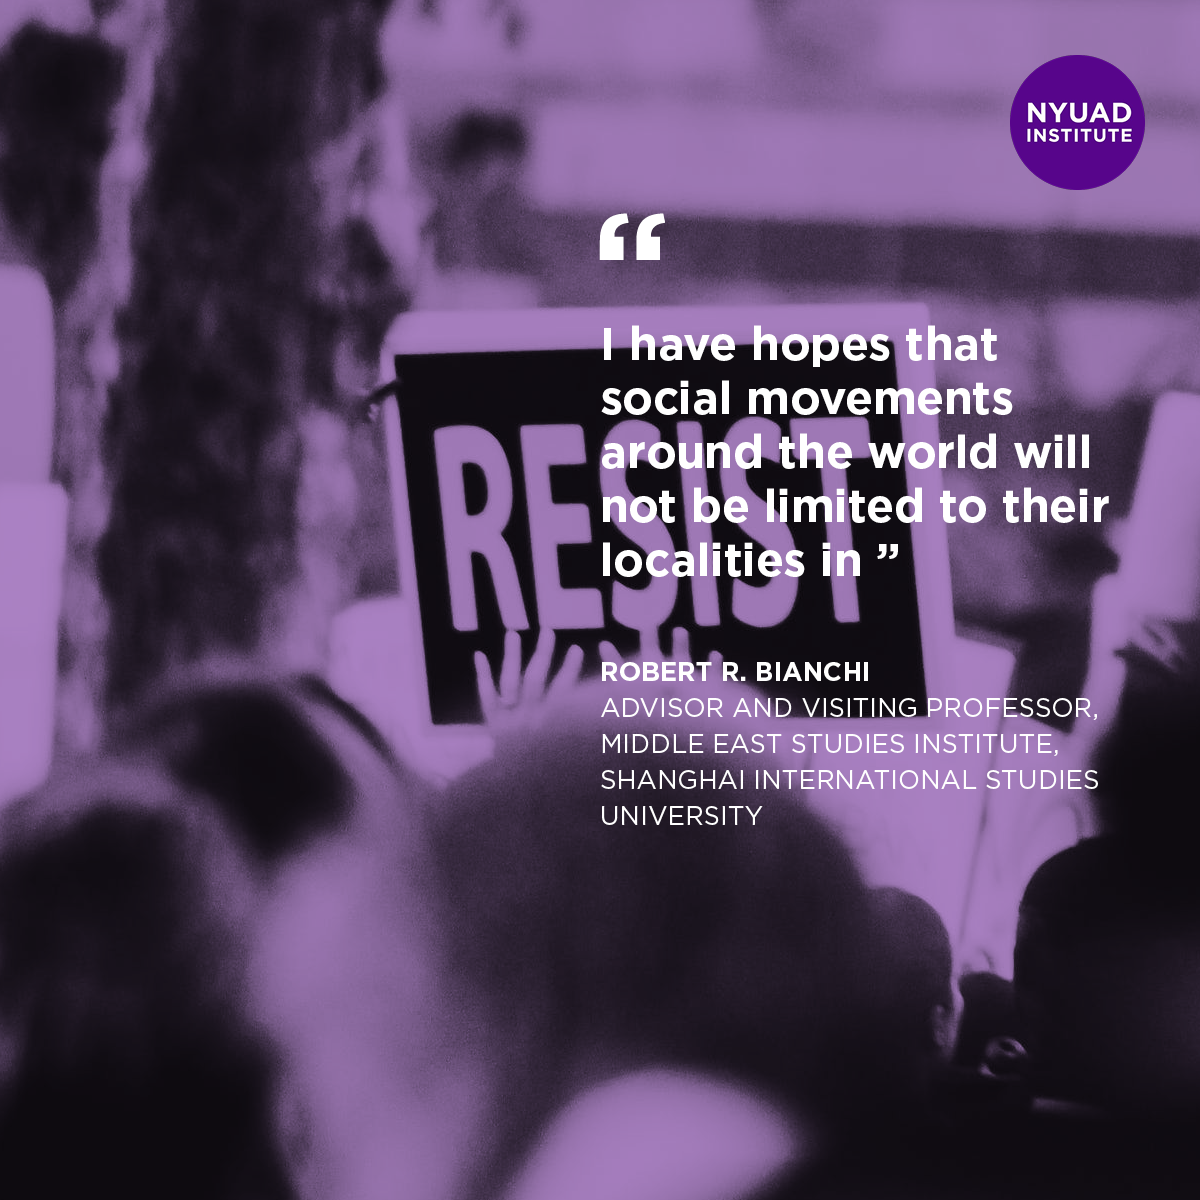 NYUAD
INSTITUTE
“
I have hopes that
social movements
around the world will
not be limited to their
localities in ”
RESIST
ROBERT R. BIANCHI
ADVISOR AND VISITING PROFESSOR,
MIDDLE EAST STUDIES INSTITUTE,
SHANGHAI INTERNATIONAL STUDIES
UNIVERSITY